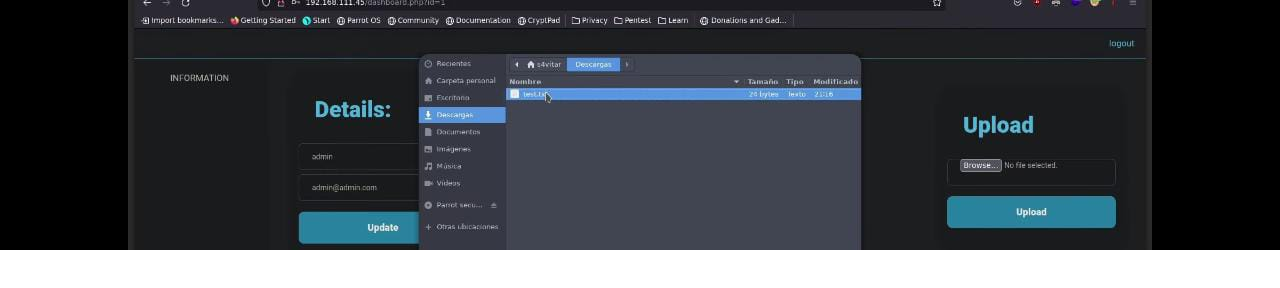 192.168.111.45/dashboard.php?id=1
Import bookmarks... Getting Started Start Parrot OS Community Documentation CryptPad Privacy Pentest Learn Donations and Gad...
logout
INFORMATION
Details:
admin
admin@admin.com
Update
Recientes
Carpeta personal
Escritorio
Descargas
Documentos
Imágenes
Música
Vídeos
Parrot secu...
Otras ubicaciones
s4vitar Descargas
Nombre Tamaño Tipo Modificado
test.txt 24 bytes Texto 21:16
Upload
Browse... No file selected.
Upload